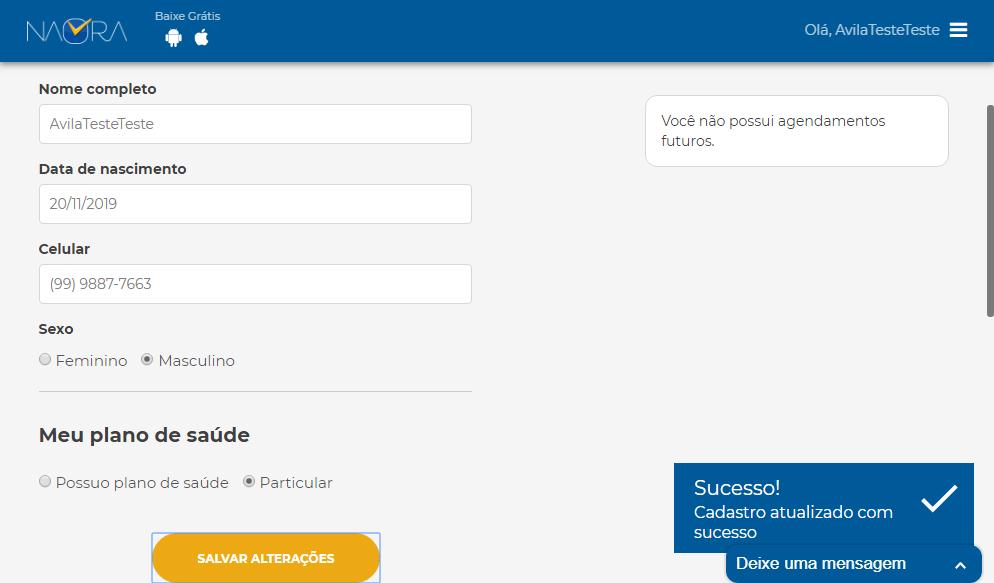 NAORA
Baixe Grátis
Olá, AvilaTesteTeste
Nome completo
AvilaTesteTeste
Data de nascimento
20/11/2019
Celular
(99) 9887-7663
Sexo
Feminino Masculino
Meu plano de saúde
Possuo plano de saúde Particular
SALVAR ALTERAÇÕES
Você não possui agendamentos
futuros.
Sucesso!
Cadastro atualizado com
sucesso
Deixe uma mensagem